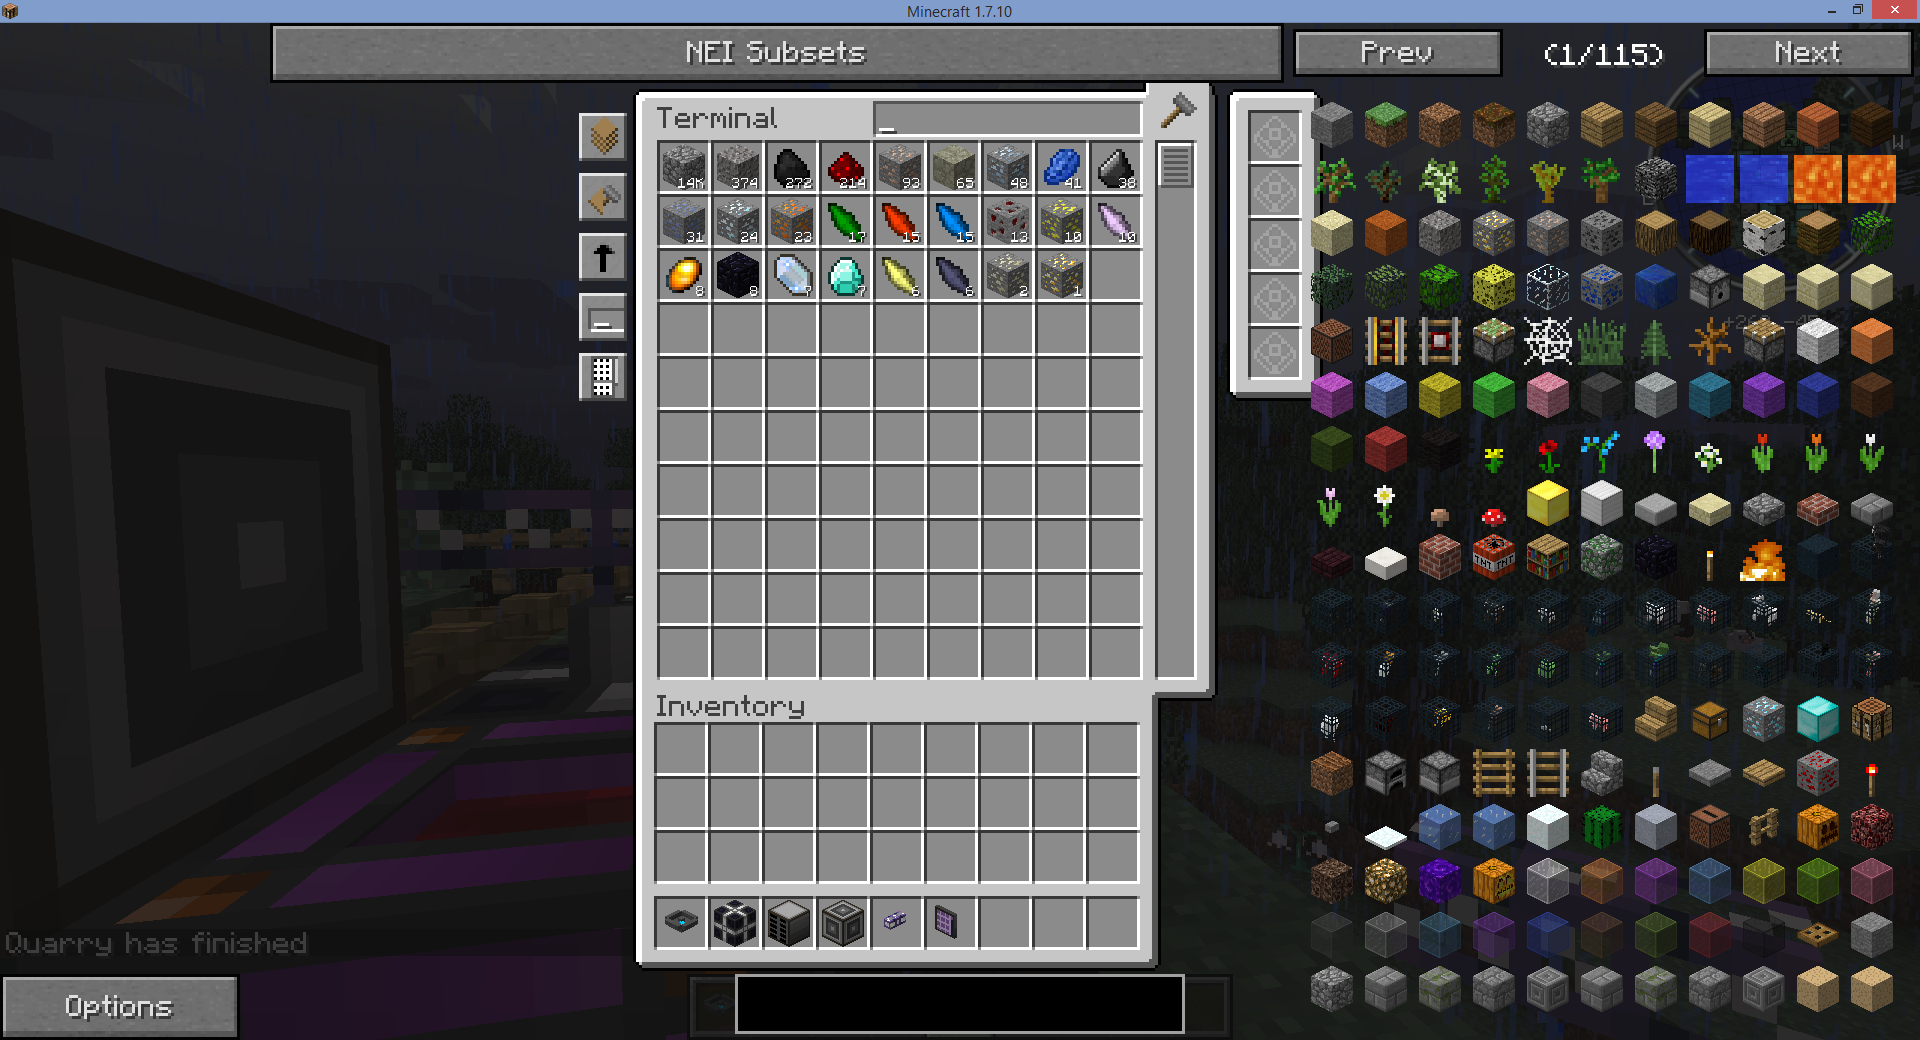 Minecraft 1.7.10
NEI Subsets
Prev
(1/115)
Next
Terminal
14K 374 272 214 93 65 48 41 38
31 24 23 17 15 15 13 10 10
8 8 7 7 6 6 2 1
Inventory
TNT TNT
W
Quarry has finished
Options